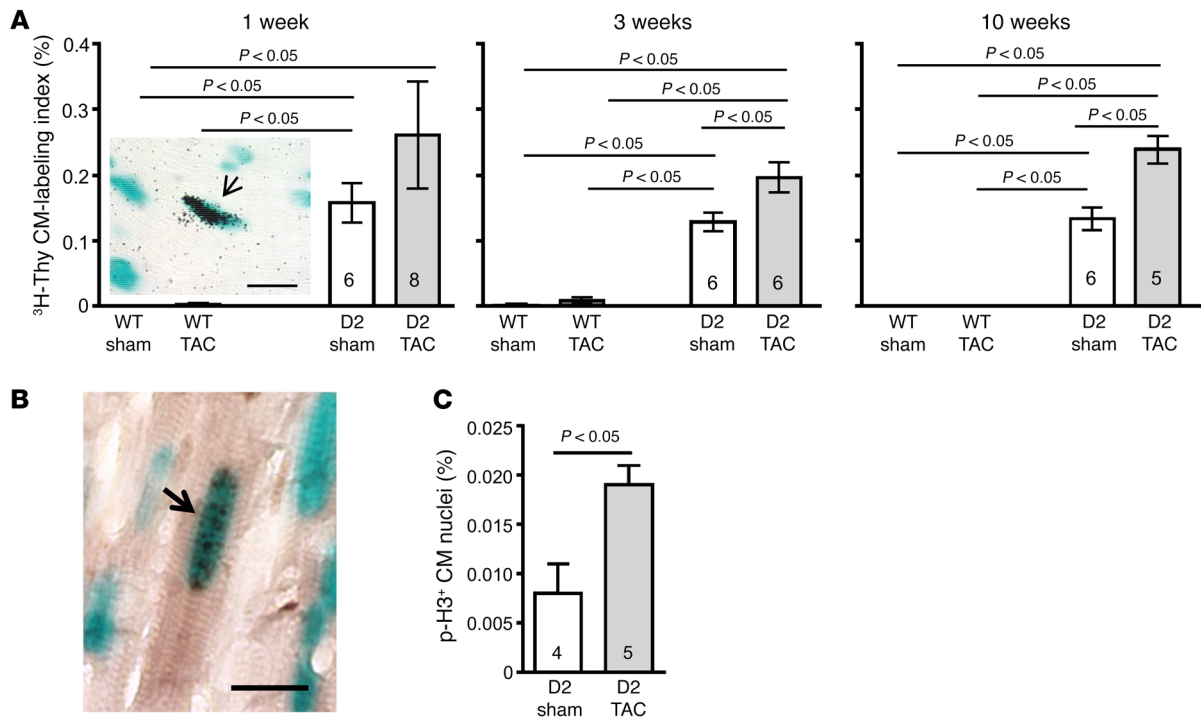 A
1 week
3 weeks
10 weeks
³H-Thy CM-labeling index (%)
0.4
0.3
0.2
0.1
0
P < 0.05
P < 0.05
P < 0.05
6
8
WT sham
WT TAC
D2 sham
D2 TAC
P < 0.05
P < 0.05
P < 0.05
P < 0.05
P < 0.05
6
6
WT sham
WT TAC
D2 sham
D2 TAC
P < 0.05
P < 0.05
P < 0.05
P < 0.05
P < 0.05
6
5
WT sham
WT TAC
D2 sham
D2 TAC
B
C
p-H3⁺ CM nuclei (%)
0.025
0.020
0.015
0.010
0.005
0
P < 0.05
4
5
D2 sham
D2 TAC